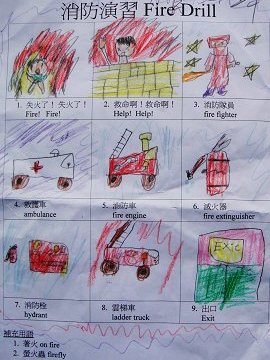 消防演習 Fire Drill
1. 失火了！失火了！
Fire! Fire!
2. 救命啊！救命啊！
Help! Help!
3. 消防隊員
fire fighter
4. 救護車
ambulance
5. 消防車
fire engine
6. 滅火器
fire extinguisher
Exit
7. 消防栓
hydrant
8. 雲梯車
ladder truck
9. 出口
Exit
補充用語
1. 著火 on fire
2. 螢火蟲 firefly